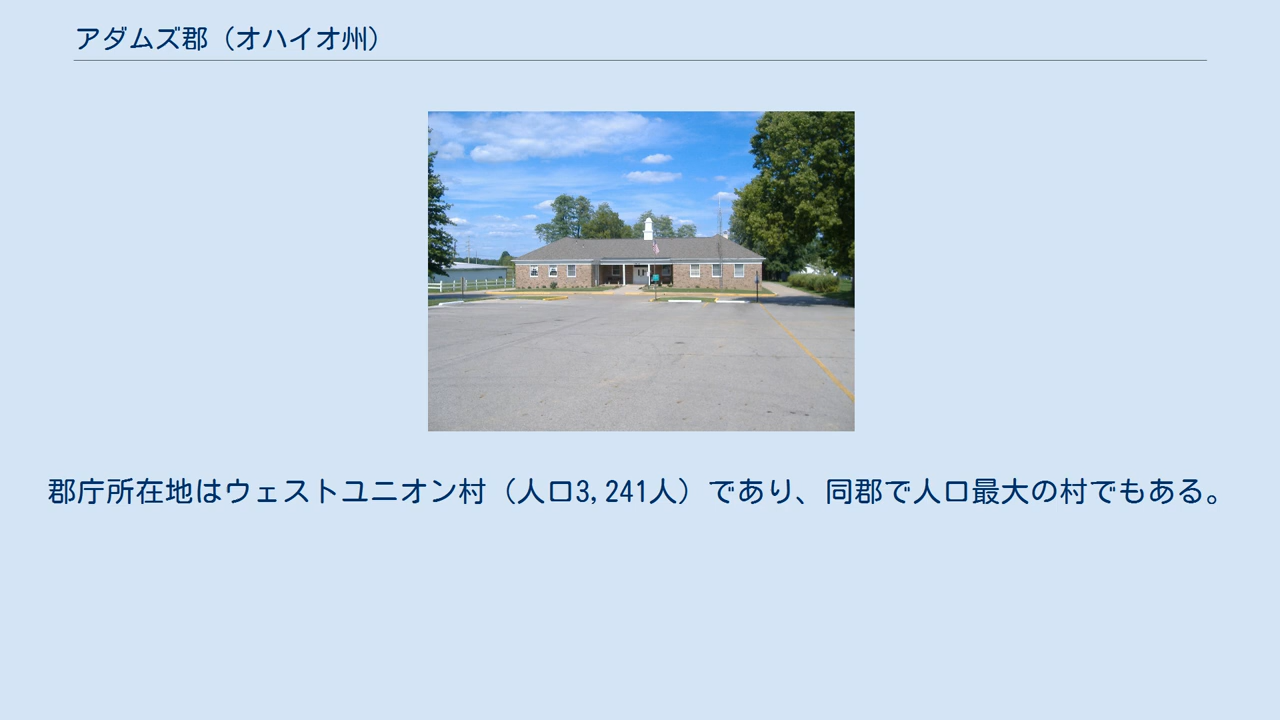 アダムズ郡（オハイオ州）
郡庁所在地はウェストユニオン村（人口3,241人）であり、同郡で人口最大の村でもある。